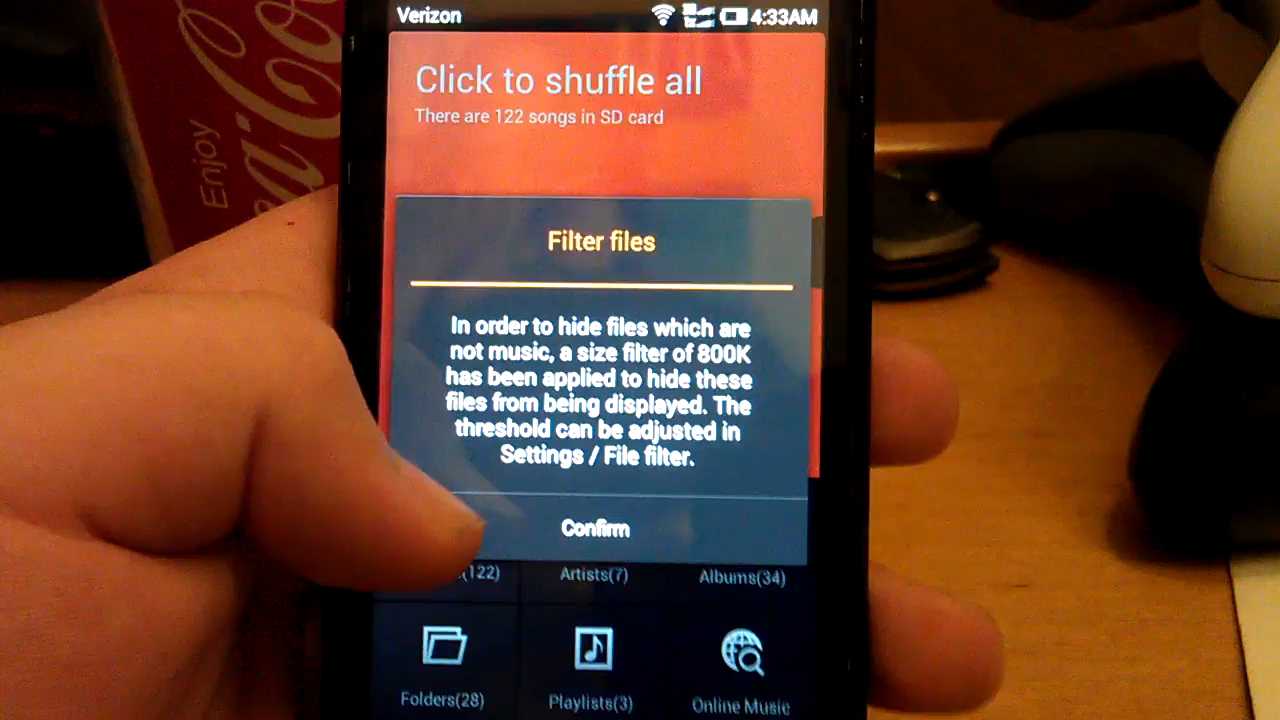 Verizon 4:33AM
Enjoy
Click to shuffle all
There are 122 songs in SD card
Filter files
In order to hide files which are
not music, a size filter of 800K
has been applied to hide these
files from being displayed. The
threshold can be adjusted in
Settings / File filter.
Confirm
(122) Artists(7) Albums(34)
Folders(28) Playlists(3) Online Music